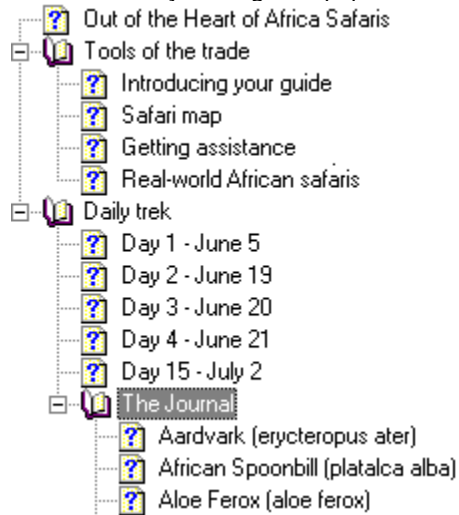 Out of the Heart of Africa Safaris
Tools of the trade
Introducing your guide
Safari map
Getting assistance
Real-world African safaris
Daily trek
Day 1 - June 5
Day 2 - June 19
Day 3 - June 20
Day 4 - June 21
Day 15 - July 2
The Journal
Aardvark (erycteropus ater)
African Spoonbill (platalca alba)
Aloe Ferox (aloe ferox)